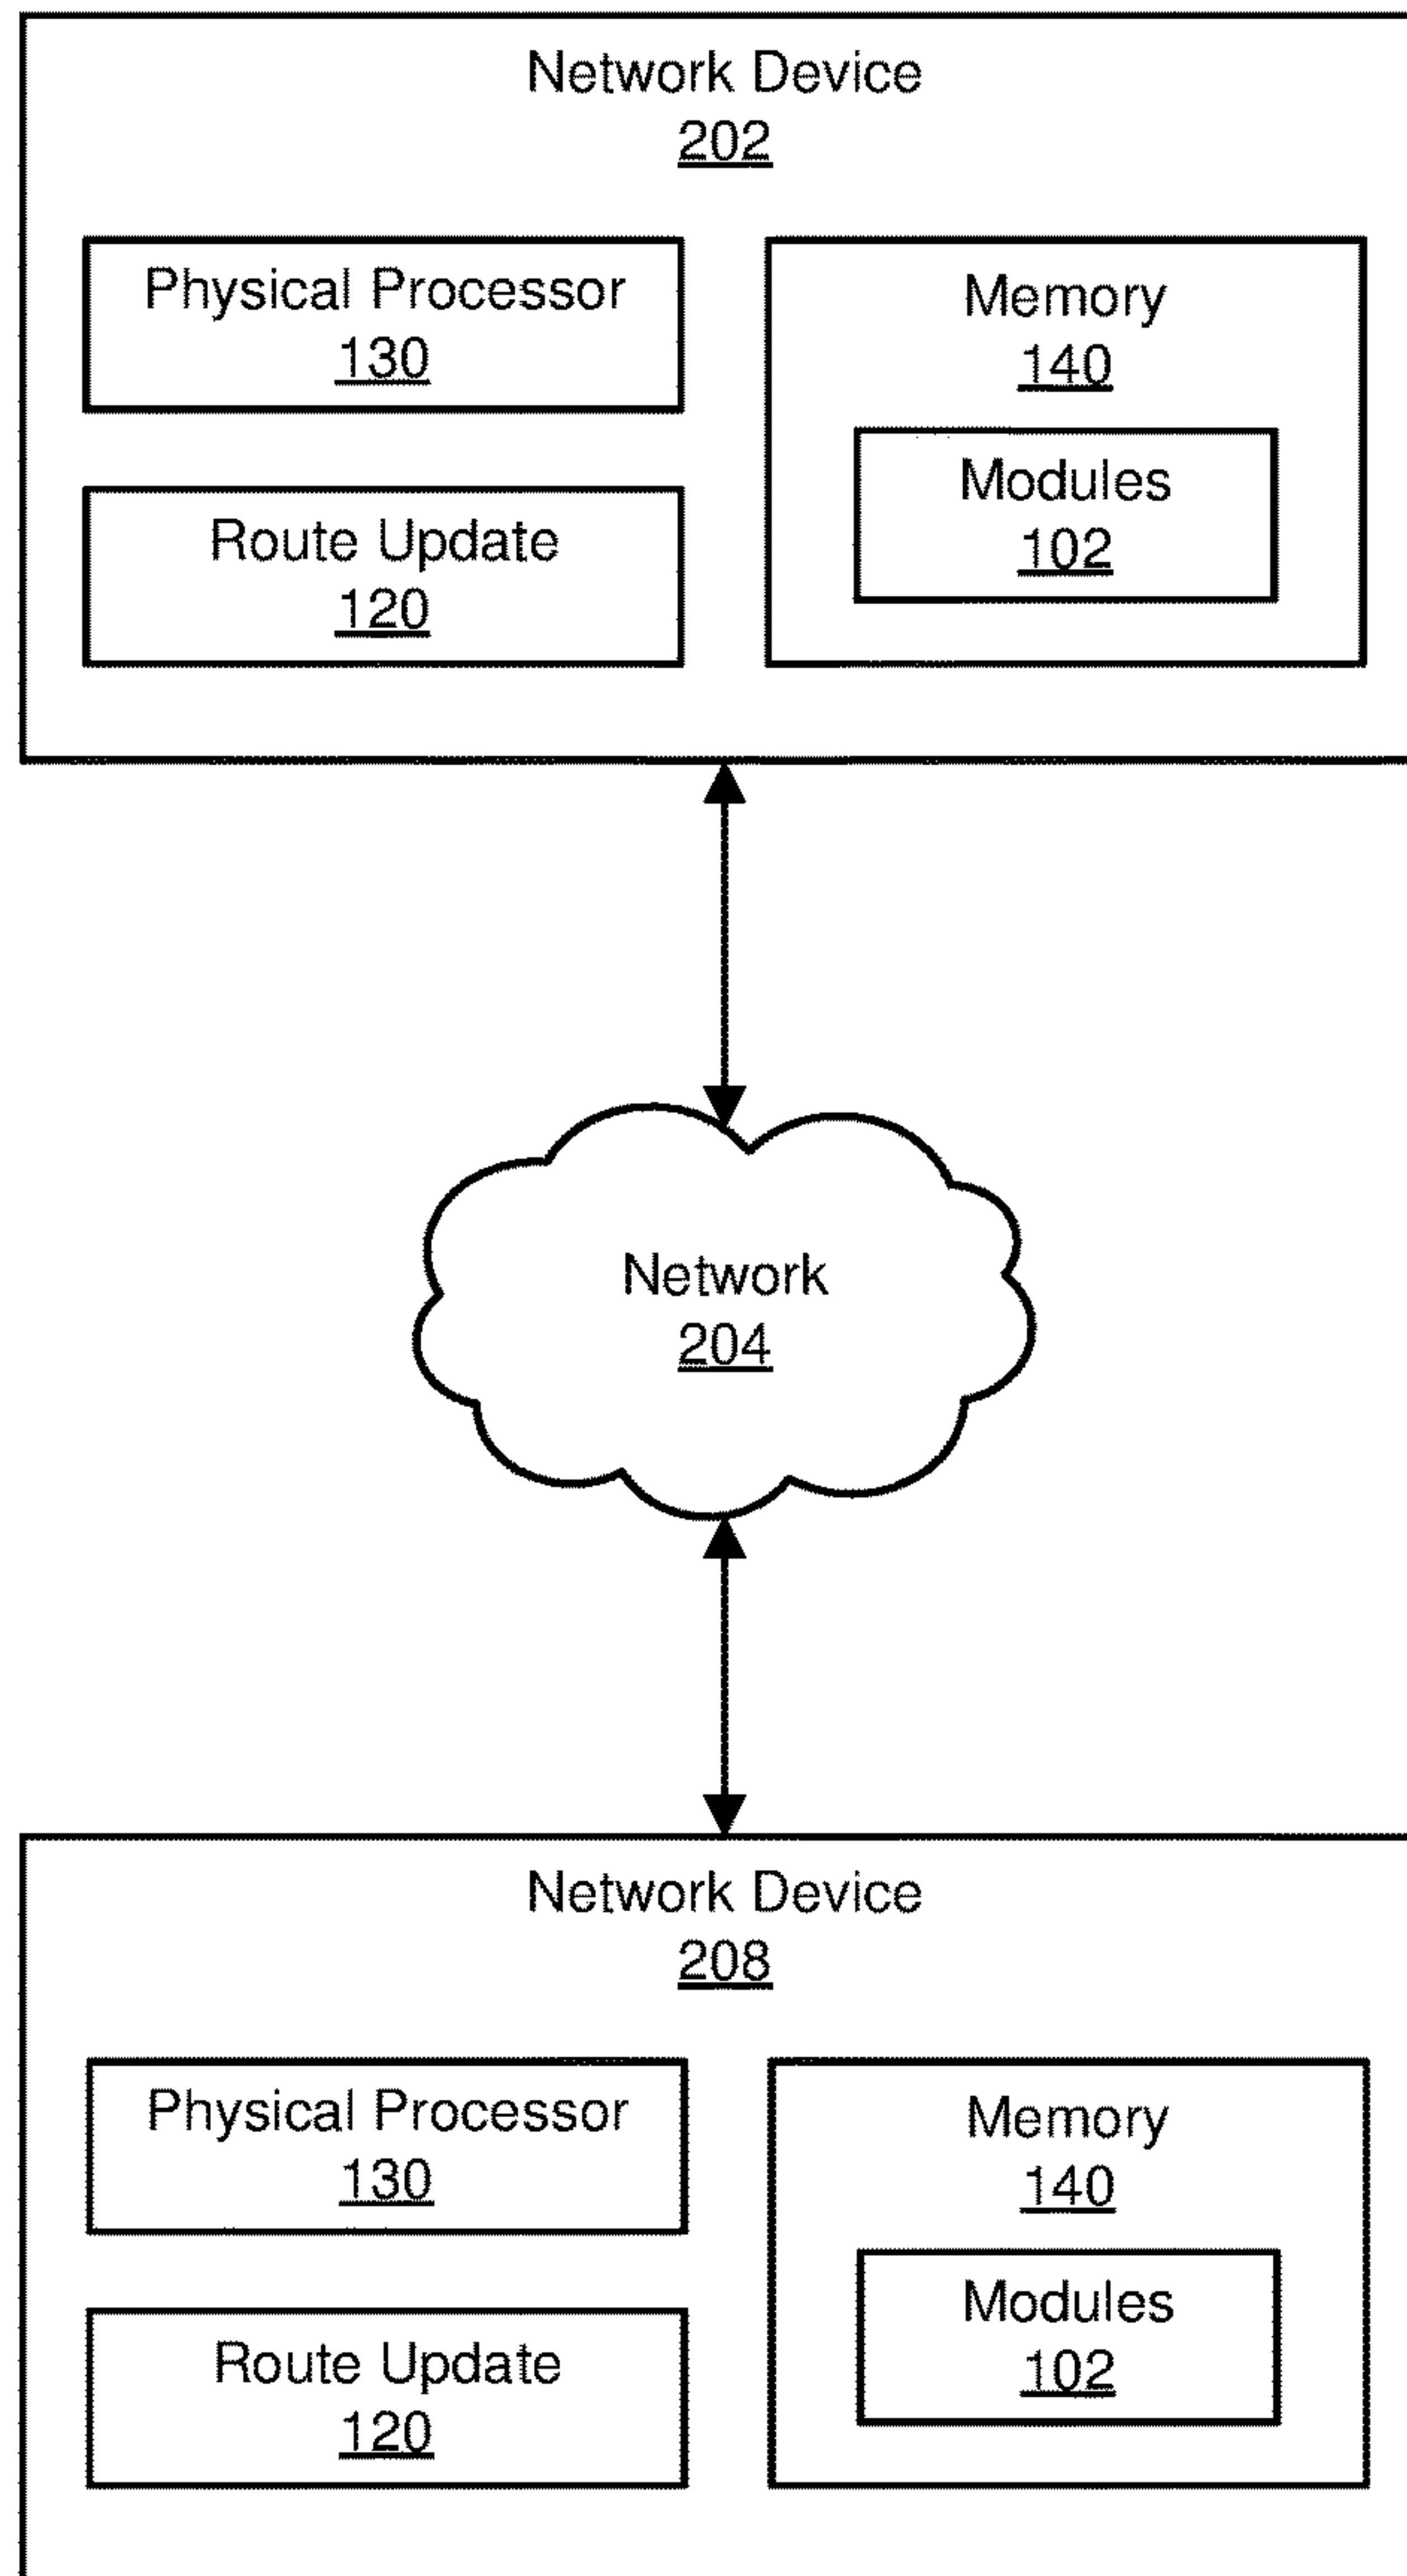 Network Device
202
Physical Processor
130
Memory
140
Modules
102
Route Update
120
Network
204
Network Device
208
Physical Processor
130
Memory
140
Modules
102
Route Update
120